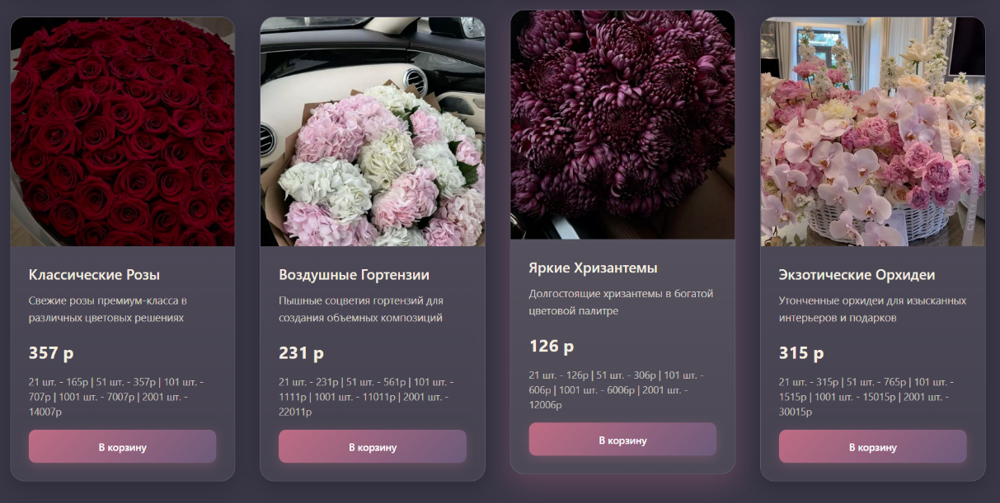 Классические Розы
Свежие розы премиум-класса в
различных цветовых решениях
357 р
21 шт. - 165р | 51 шт. - 357р | 101 шт. -
707р | 1001 шт. - 7007р | 2001 шт. -
14007р
В корзину
Воздушные Гортензии
Пышные соцветия гортензий для
создания объемных композиций
231 р
21 шт. - 231р | 51 шт. - 561р | 101 шт. -
1111р | 1001 шт. - 11011р | 2001 шт. -
22011р
В корзину
Яркие Хризантемы
Долгостоящие хризантемы в богатой
цветовой палитре
126 р
21 шт. - 126р | 51 шт. - 306р | 101 шт. -
606р | 1001 шт. - 6006р | 2001 шт. -
12006р
В корзину
Экзотические Орхидеи
Утонченные орхидеи для изысканных
интерьеров и подарков
315 р
21 шт. - 315р | 51 шт. - 765р | 101 шт. -
1515р | 1001 шт. - 15015р | 2001 шт. -
30015р
В корзину